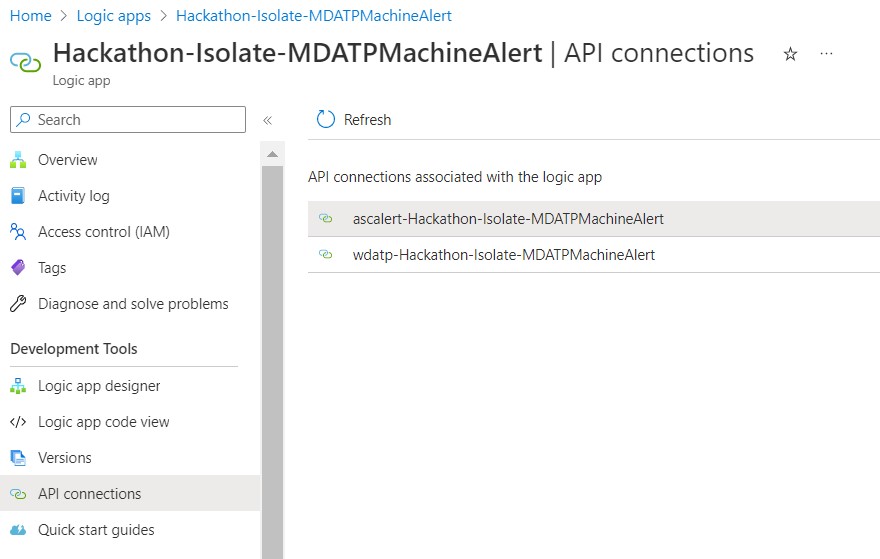 Home > Logic apps > Hackathon-Isolate-MDATPMachineAlert
Hackathon-Isolate-MDATPMachineAlert | API connections
Logic app
Search
Refresh
Overview
Activity log
Access control (IAM)
Tags
Diagnose and solve problems
Development Tools
Logic app designer
Logic app code view
Versions
API connections
Quick start guides
API connections associated with the logic app
ascalert-Hackathon-Isolate-MDATPMachineAlert
wdatp-Hackathon-Isolate-MDATPMachineAlert